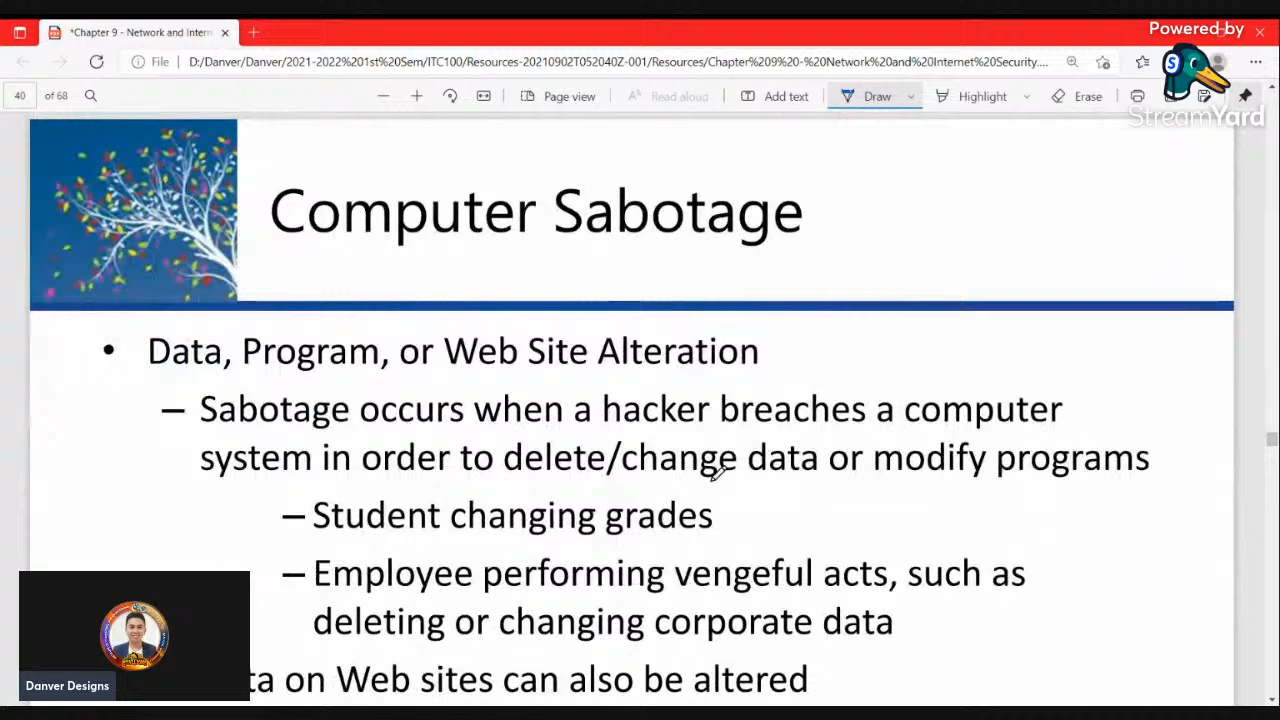 Powered by
*Chapter 9 - Network and Intern
File
D:/Danver/Danver/2021-2022%201st%20Sem/ITC100/Resources-20210902T052040Z-001/Resources/Chapter%209%20-%20Network%20and%20Internet%20Security....
40
of 68
Page view
Read aloud
Add text
Draw
Highlight
Erase
StreamYard
Computer Sabotage
• Data, Program, or Web Site Alteration
– Sabotage occurs when a hacker breaches a computer
system in order to delete/change data or modify programs
– Student changing grades
– Employee performing vengeful acts, such as
deleting or changing corporate data
ta on Web sites can also be altered
Danver Designs